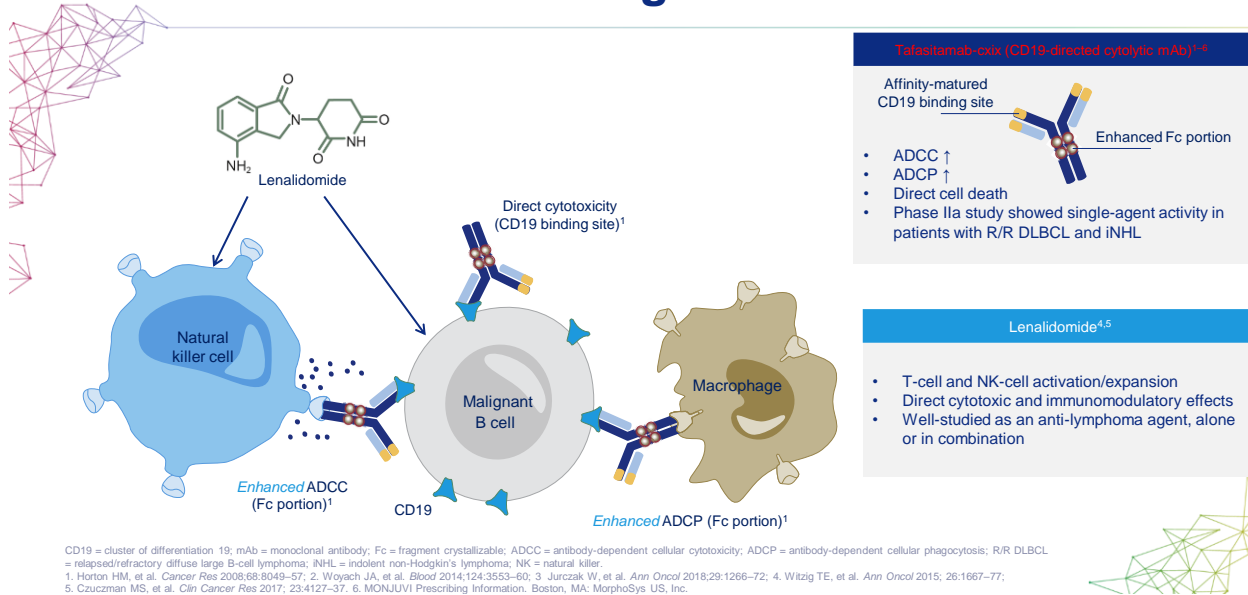 Tafasitamab-cxix (CD19-directed cytolytic mAb)1–6
Affinity-matured
CD19 binding site
Enhanced Fc portion
• ADCC ↑
• ADCP ↑
• Direct cell death
• Phase IIa study showed single-agent activity in
patients with R/R DLBCL and iNHL
O
N
O
NH
O
NH2
Lenalidomide
Direct cytotoxicity
(CD19 binding site)1
Natural
killer cell
Malignant
B cell
Macrophage
Enhanced ADCC
(Fc portion)1
CD19
Enhanced ADCP (Fc portion)1
Lenalidomide4,5
• T-cell and NK-cell activation/expansion
• Direct cytotoxic and immunomodulatory effects
• Well-studied as an anti-lymphoma agent, alone
or in combination
CD19 = cluster of differentiation 19; mAb = monoclonal antibody; Fc = fragment crystallizable; ADCC = antibody-dependent cellular cytotoxicity; ADCP = antibody-dependent cellular phagocytosis; R/R DLBCL
= relapsed/refractory diffuse large B-cell lymphoma; iNHL = indolent non-Hodgkin's lymphoma; NK = natural killer.
1. Horton HM, et al. Cancer Res 2008;68:8049–57; 2. Woyach JA, et al. Blood 2014;124:3553–60; 3 Jurczak W, et al. Ann Oncol 2018;29:1266–72; 4. Witzig TE, et al. Ann Oncol 2015; 26:1667–77;
5. Czuczman MS, et al. Clin Cancer Res 2017; 23:4127–37. 6. MONJUVI Prescribing Information. Boston, MA: MorphoSys US, Inc.